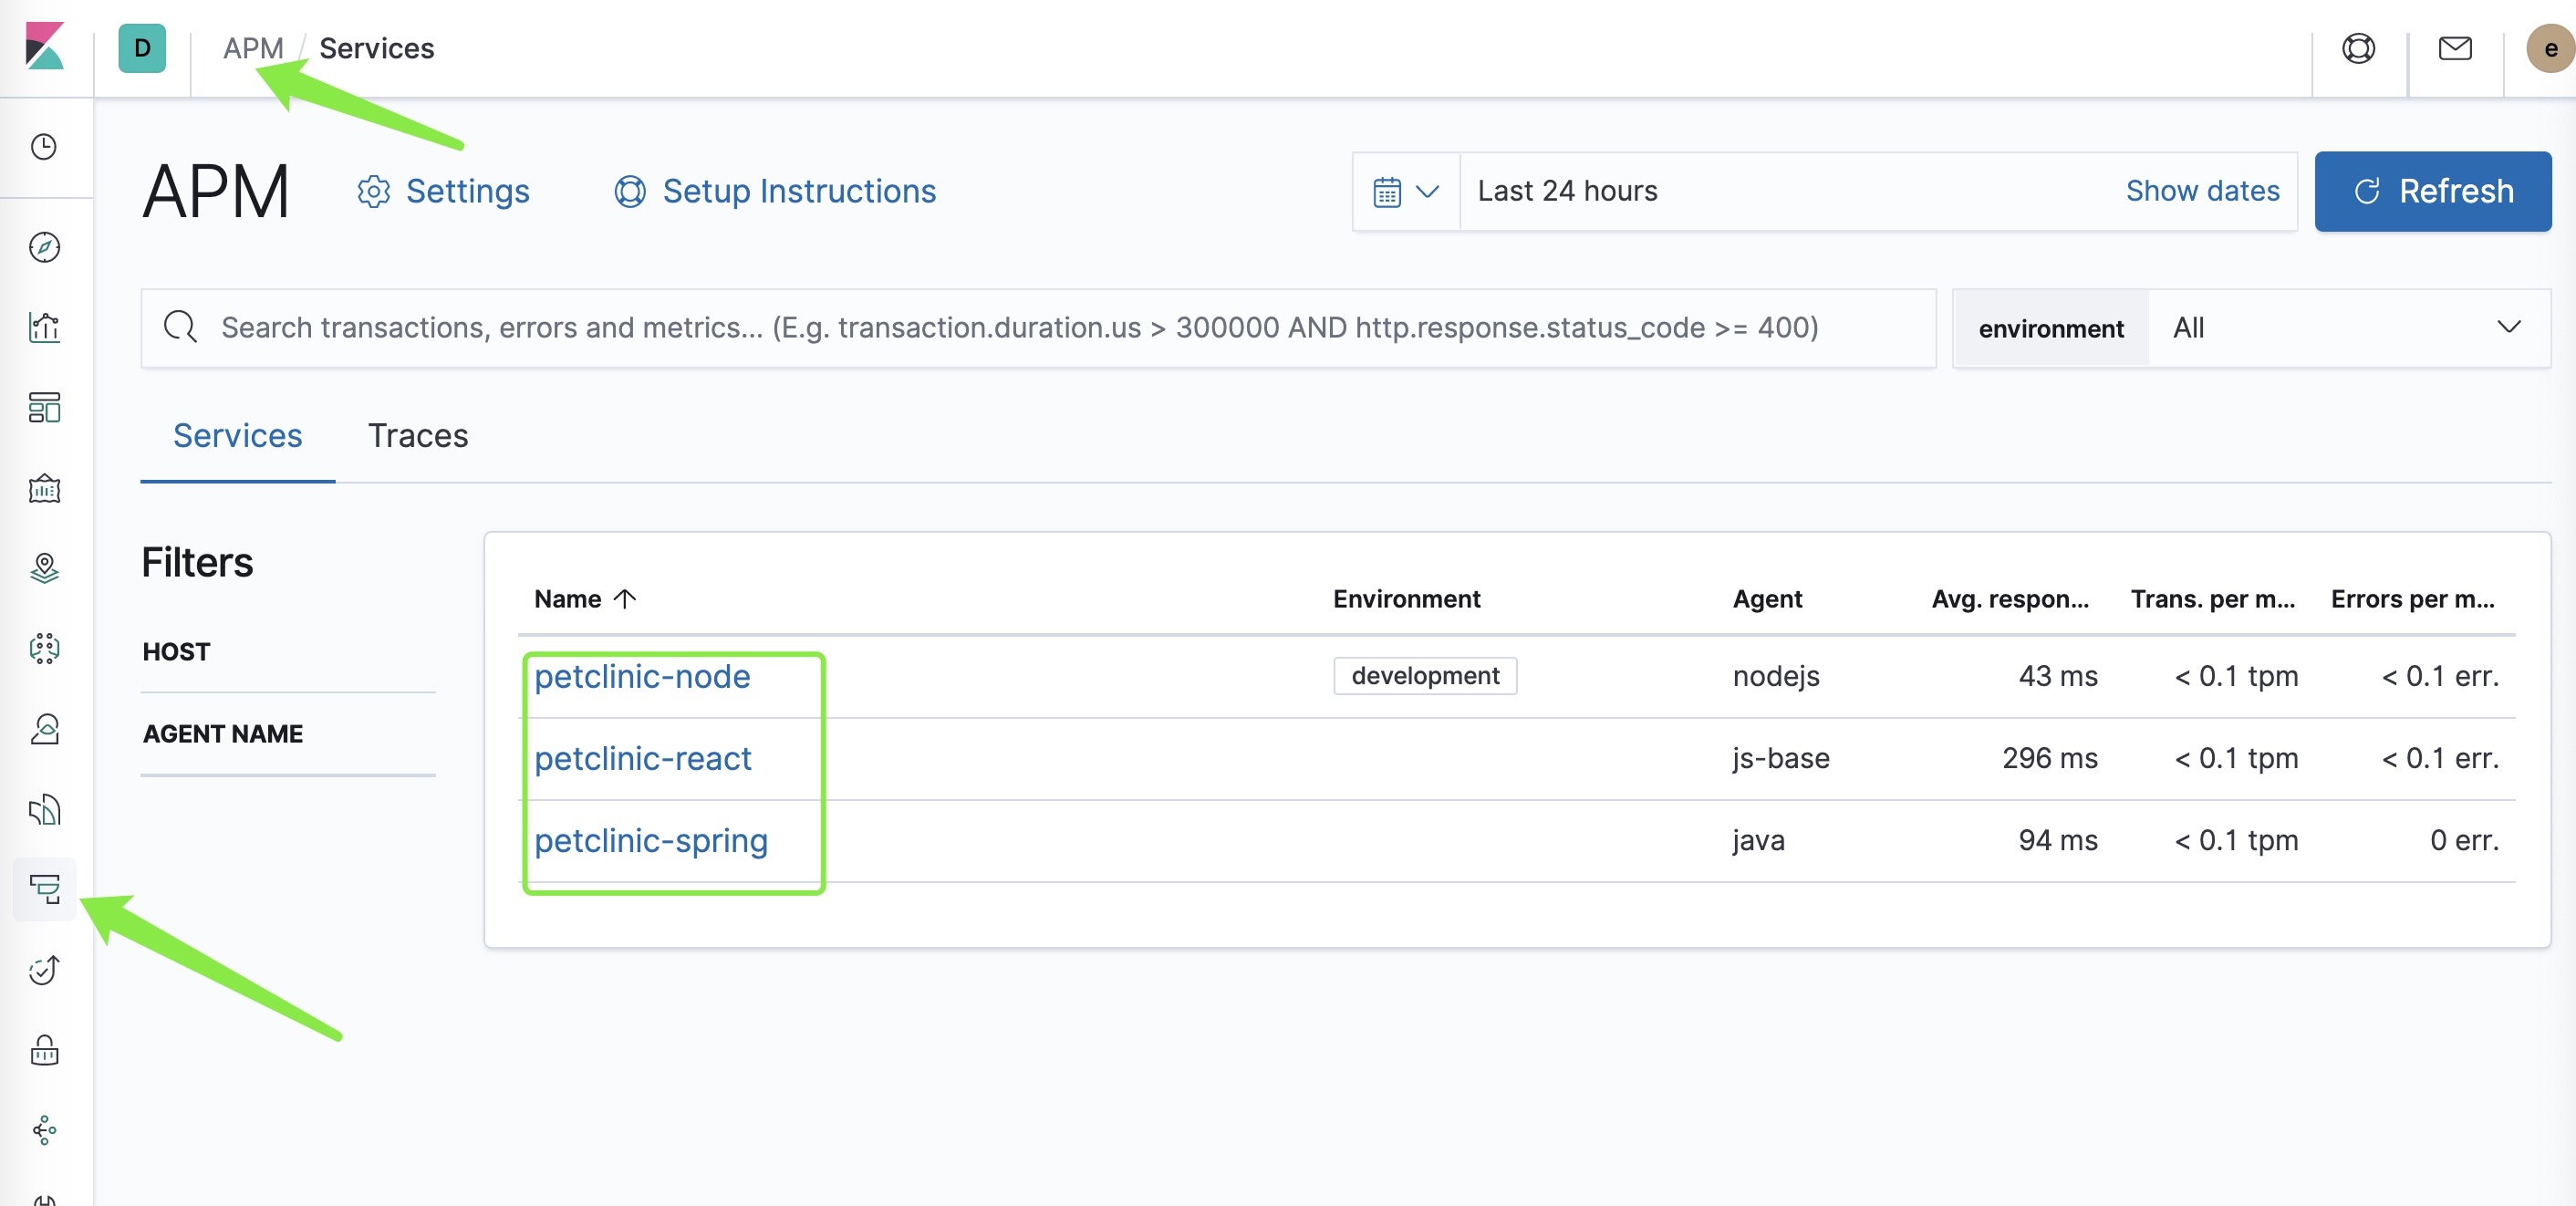 D APM / Services e
APM Settings Setup Instructions Last 24 hours Show dates Refresh
Search transactions, errors and metrics... (E.g. transaction.duration.us > 300000 AND http.response.status_code >= 400) environment All
Services Traces
Filters
HOST
AGENT NAME
Name Environment Agent Avg. respon... Trans. per m... Errors per m...
petclinic-node development nodejs 43 ms < 0.1 tpm < 0.1 err.
petclinic-react js-base 296 ms < 0.1 tpm < 0.1 err.
petclinic-spring java 94 ms < 0.1 tpm 0 err.